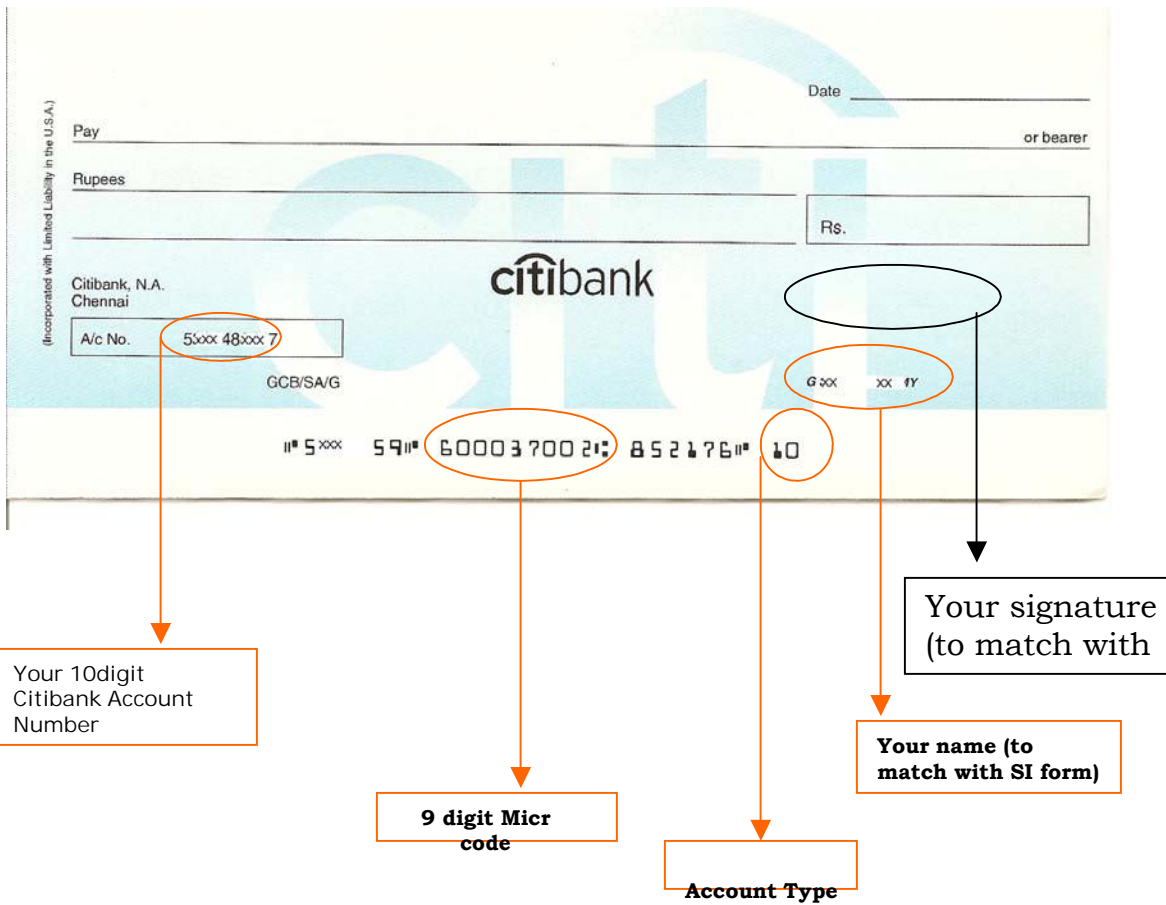 (Incorporated with Limited Liability in the U.S.A.)
Date
Pay
or bearer
Rupees
Rs.
citi
citibank
Citibank, N.A.
Chennai
A/c No. 5xxx 48xxx 7
GCB/SA/G
G xx xx
⑈5xxx 59⑈ 600037002⑆ 852176⑈ 10
Your signature
(to match with
Your 10digit
Citibank Account
Number
Your name (to
match with SI form)
9 digit Micr
code
Account Type